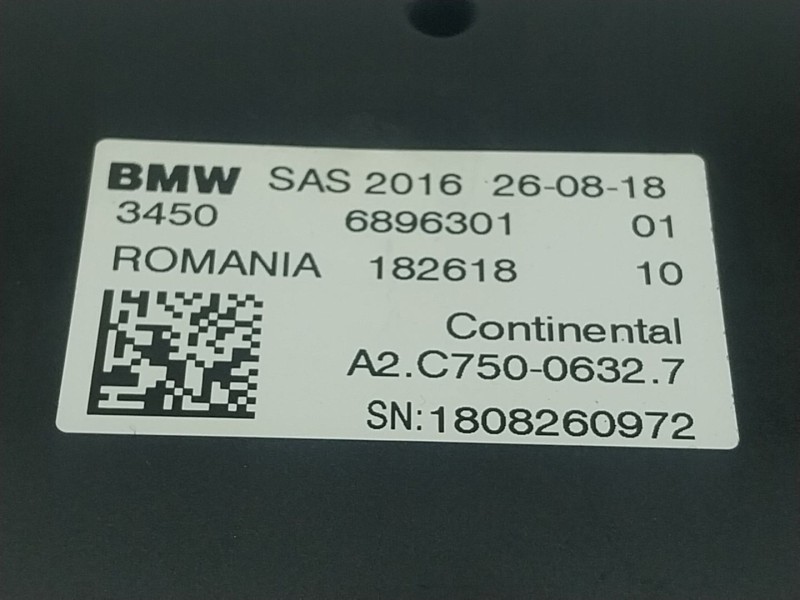 BMW SAS 2016 26-08-18
3450 6896301 01
ROMANIA 182618 10
Continental
A2.C750-0632.7
SN:1808260972